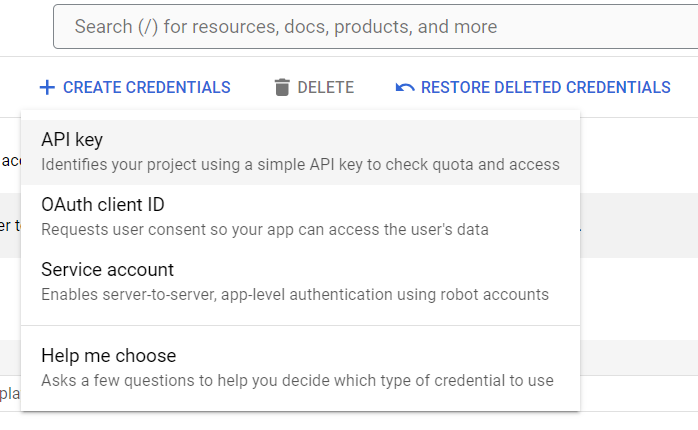 Search (/) for resources, docs, products, and more
CREATE CREDENTIALS DELETE RESTORE DELETED CREDENTIALS
API key
Identifies your project using a simple API key to check quota and access
OAuth client ID
Requests user consent so your app can access the user's data
Service account
Enables server-to-server, app-level authentication using robot accounts
Help me choose
Asks a few questions to help you decide which type of credential to use